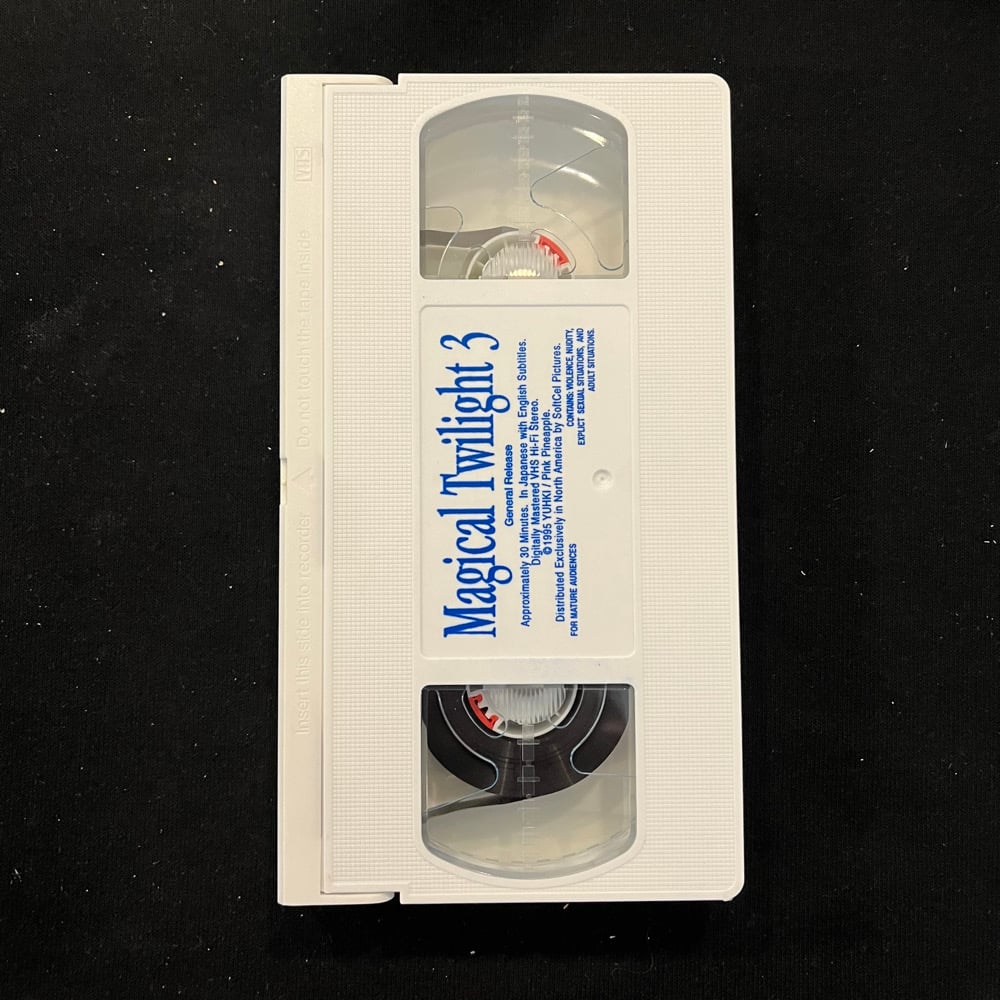 Magical Twilight 3
General Release
Approximately 30 Minutes. In Japanese with English Subtitles.
Digitally Mastered VHS Hi-Fi Stereo.
©1995 YUHKI / Pink Pineapple.
Distributed Exclusively in North America by SoftCel Pictures.
FOR MATURE AUDIENCES
CONTAINS: VIOLENCE, NUDITY,
EXPLICT SEXUAL SITUATIONS, AND
ADULT SITUATIONS.
Insert this side into recorder Do not touch the tape inside VHS